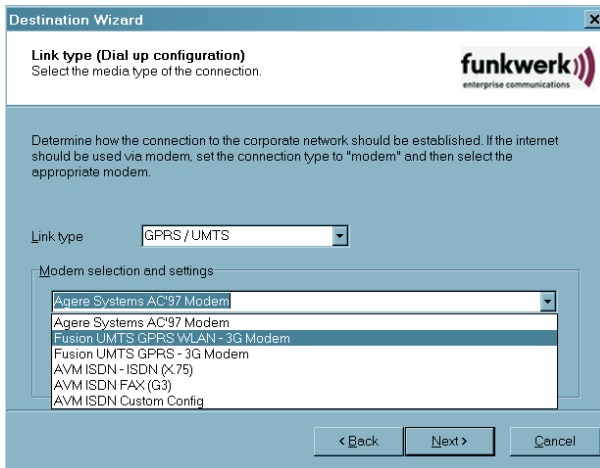 Destination Wizard
Link type (Dial up configuration)
Select the media type of the connection.
funkwerk
enterprise communications
Determine how the connection to the corporate network should be established. If the internet
should be used via modem, set the connection type to "modem" and then select the
appropriate modem.
Link type GPRS / UMTS
Modem selection and settings
Agere Systems AC'97 Modem
Agere Systems AC'97 Modem
Fusion UMTS GPRS WLAN - 3G Modem
Fusion UMTS GPRS - 3G Modem
AVM ISDN - ISDN (X.75)
AVM ISDN FAX (G3)
AVM ISDN Custom Config
< Back Next > Cancel